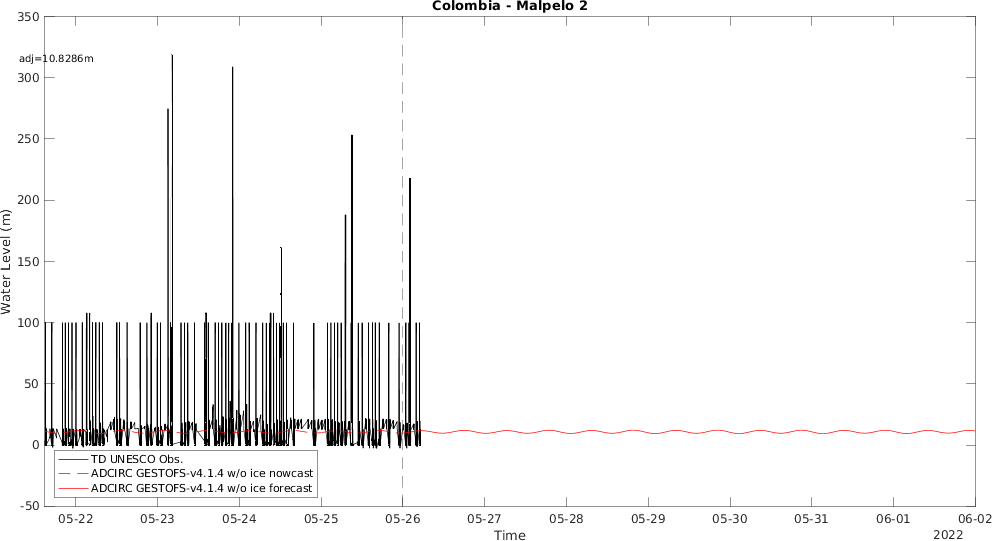 Colombia - Malpelo 2
adj=10.8286m
350
300
250
200
150
100
50
0
-50
Water Level (m)
TD UNESCO Obs.
ADCIRC GESTOFS-v4.1.4 w/o ice nowcast
ADCIRC GESTOFS-v4.1.4 w/o ice forecast
05-22 05-23 05-24 05-25 05-26 05-27 05-28 05-29 05-30 05-31 06-01 06-02
Time
2022